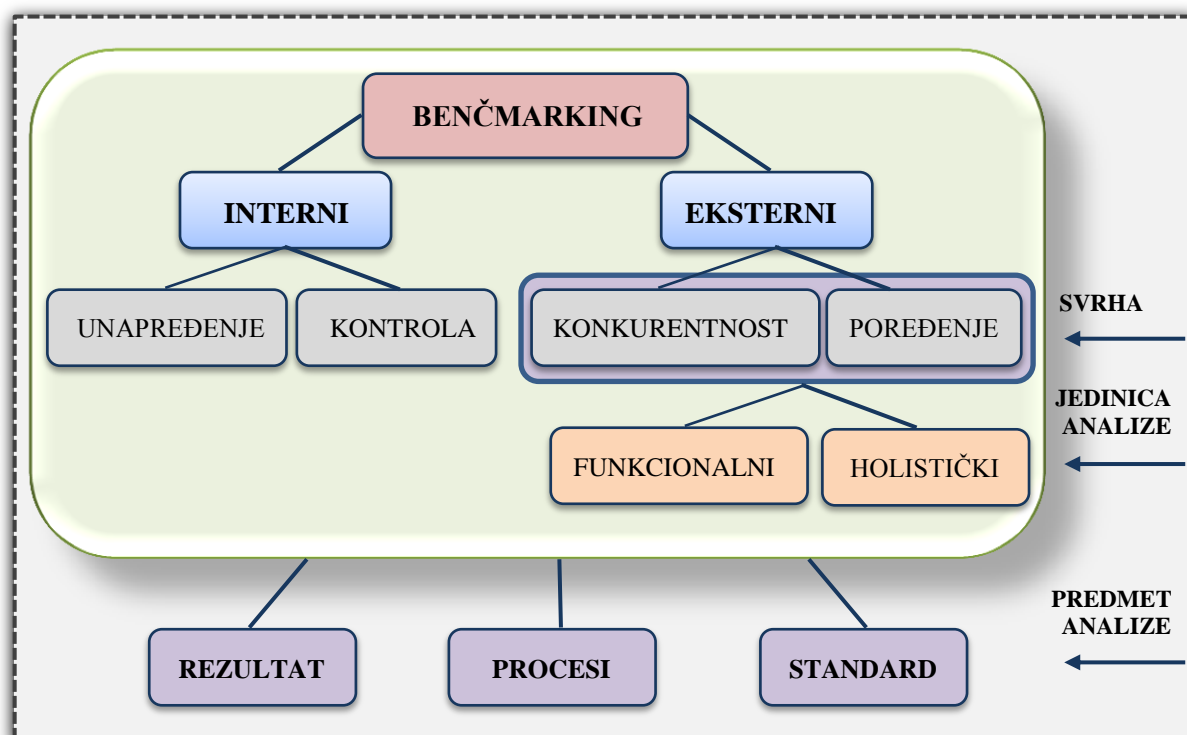 BENČMARKING
INTERNI
EKSTERNI
UNAPREĐENJE
KONTROLA
KONKURENTNOST
POREĐENJE
SVRHA
FUNKCIONALNI
HOLISTIČKI
JEDINICA
ANALIZE
REZULTAT
PROCESI
STANDARD
PREDMET
ANALIZE